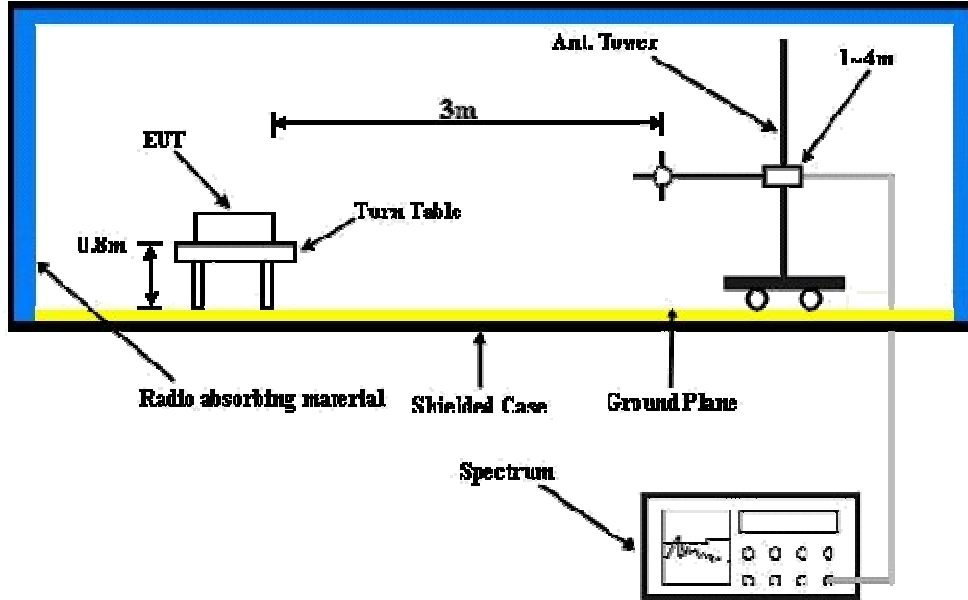 Ant. Tower
1~4m
3m
EUT
Turn Table
0.8m
Radio absorbing material
Shielded Case
Ground Plane
Spectrum